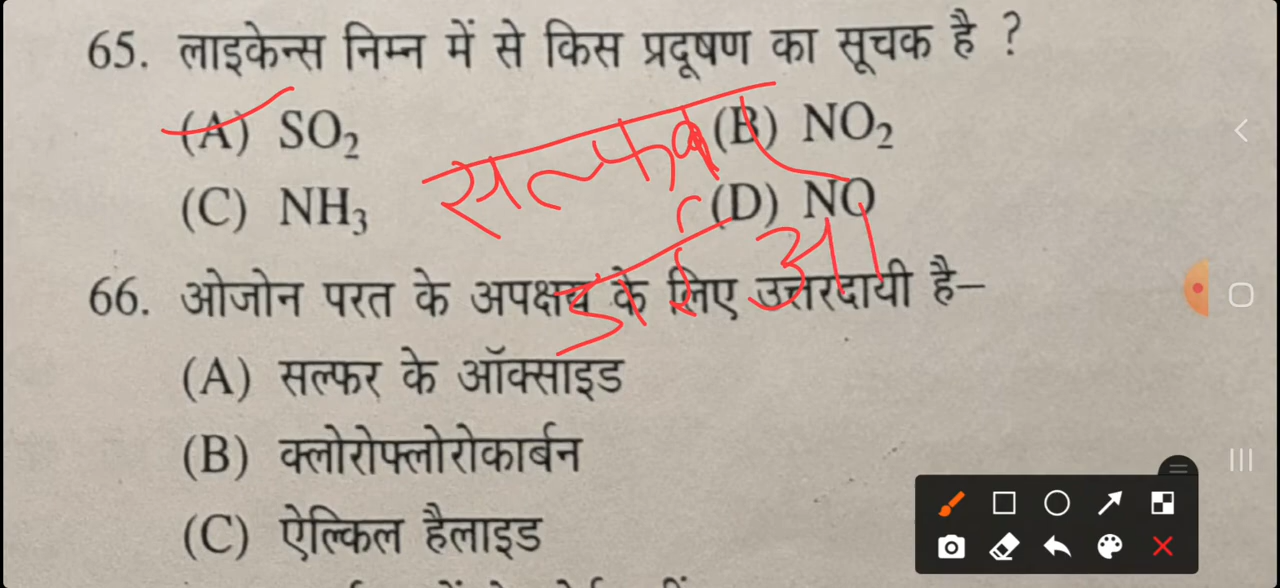 65. लाइकेन्स निम्न में से किस प्रदूषण का सूचक है ?
(A) SO₂ (B) NO₂
सल्फर
(C) NH₃ (D) NO
66. ओजोन परत के अपक्षय के लिए उत्तरदायी है–
(A) सल्फर के ऑक्साइड
(B) क्लोरोफ्लोरोकार्बन
(C) ऐल्किल हैलाइड